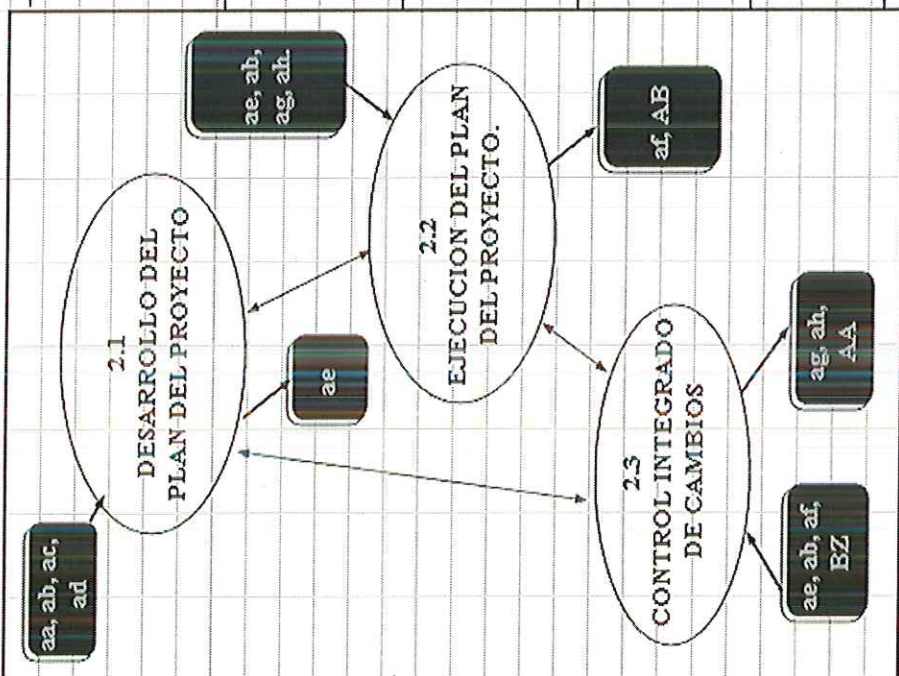 aa, ab, ac,
ad
2.1
DESARROLLO DEL
PLAN DEL PROYECTO
ae
ae, ab,
ag, ah.
2.2
EJECUCION DEL PLAN
DEL PROYECTO.
af, AB
2.3
CONTROL INTEGRADO
DE CAMBIOS
ae, ab, af,
BZ
ag, ah,
AA